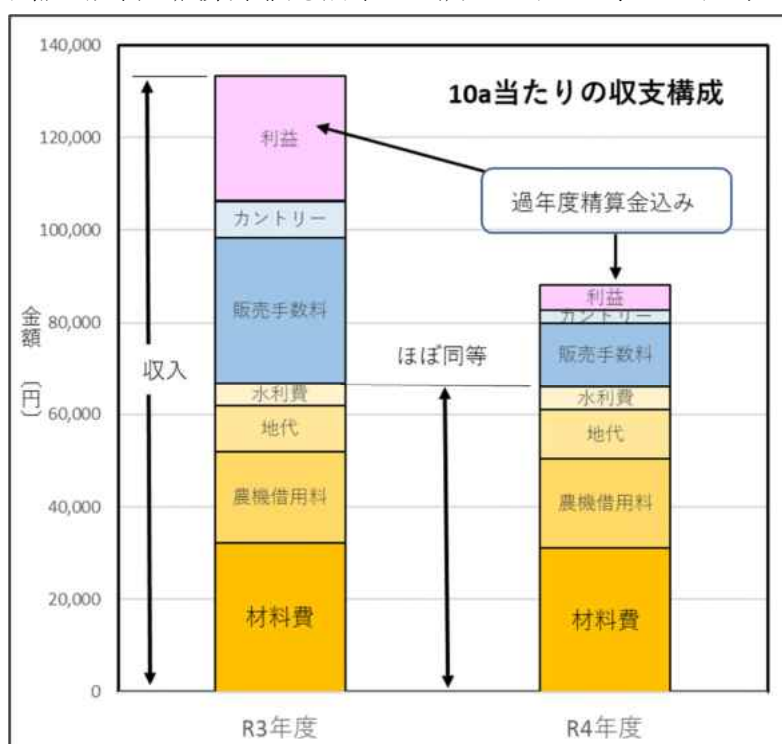 10a当たりの収支構成
140,000
120,000
100,000
80,000
60,000
40,000
20,000
0
金額〔円〕
収入
利益
カントリー
販売手数料
水利費
地代
農機借用料
材料費
ほぼ同等
過年度精算金込み
利益
カントリー
販売手数料
水利費
地代
農機借用料
材料費
R3年度
R4年度